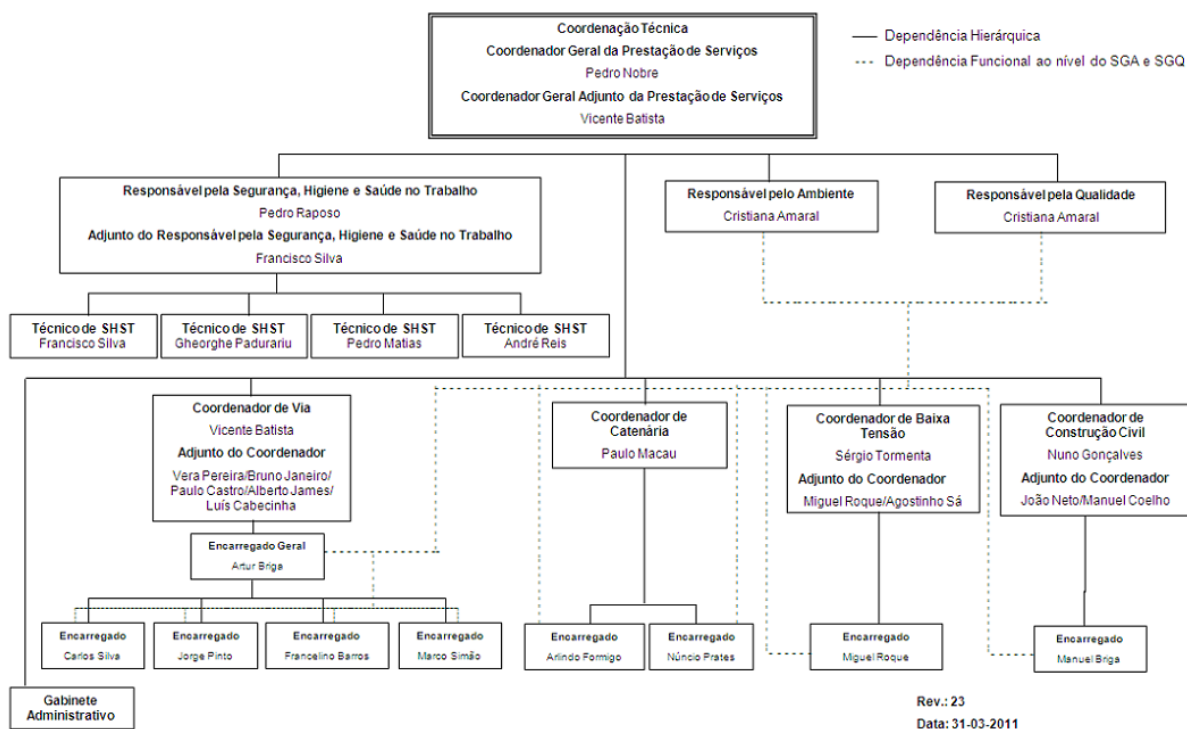 Coordenação Técnica
Coordenador Geral da Prestação de Serviços
Pedro Nobre
Coordenador Geral Adjunto da Prestação de Serviços
Vicente Batista
Dependência Hierárquica
Dependência Funcional ao nível do SGA e SGQ
Responsável pela Segurança, Higiene e Saúde no Trabalho
Pedro Raposo
Adjunto do Responsável pela Segurança, Higiene e Saúde no Trabalho
Francisco Silva
Responsável pelo Ambiente
Cristiana Amaral
Responsável pela Qualidade
Cristiana Amaral
Técnico de SHST
Francisco Silva
Técnico de SHST
Gheorghe Padurariu
Técnico de SHST
Pedro Matias
Técnico de SHST
André Reis
Coordenador de Via
Vicente Batista
Adjunto do Coordenador
Vera Pereira/Bruno Janeiro/
Paulo Castro/Alberto James/
Luís Cabecinha
Coordenador de
Catenária
Paulo Macau
Coordenador de Baixa
Tensão
Sérgio Tormenta
Adjunto do Coordenador
Miguel Roque/Agostinho Sá
Coordenador de
Construção Civil
Nuno Gonçalves
Adjunto do Coordenador
João Neto/Manuel Coelho
Encarregado Geral
Artur Briga
Encarregado
Carlos Silva
Encarregado
Jorge Pinto
Encarregado
Francelino Barros
Encarregado
Marco Simão
Encarregado
Arlindo Formigo
Encarregado
Núncio Prates
Encarregado
Miguel Roque
Encarregado
Manuel Briga
Gabinete
Administrativo
Rev.: 23
Data: 31-03-2011